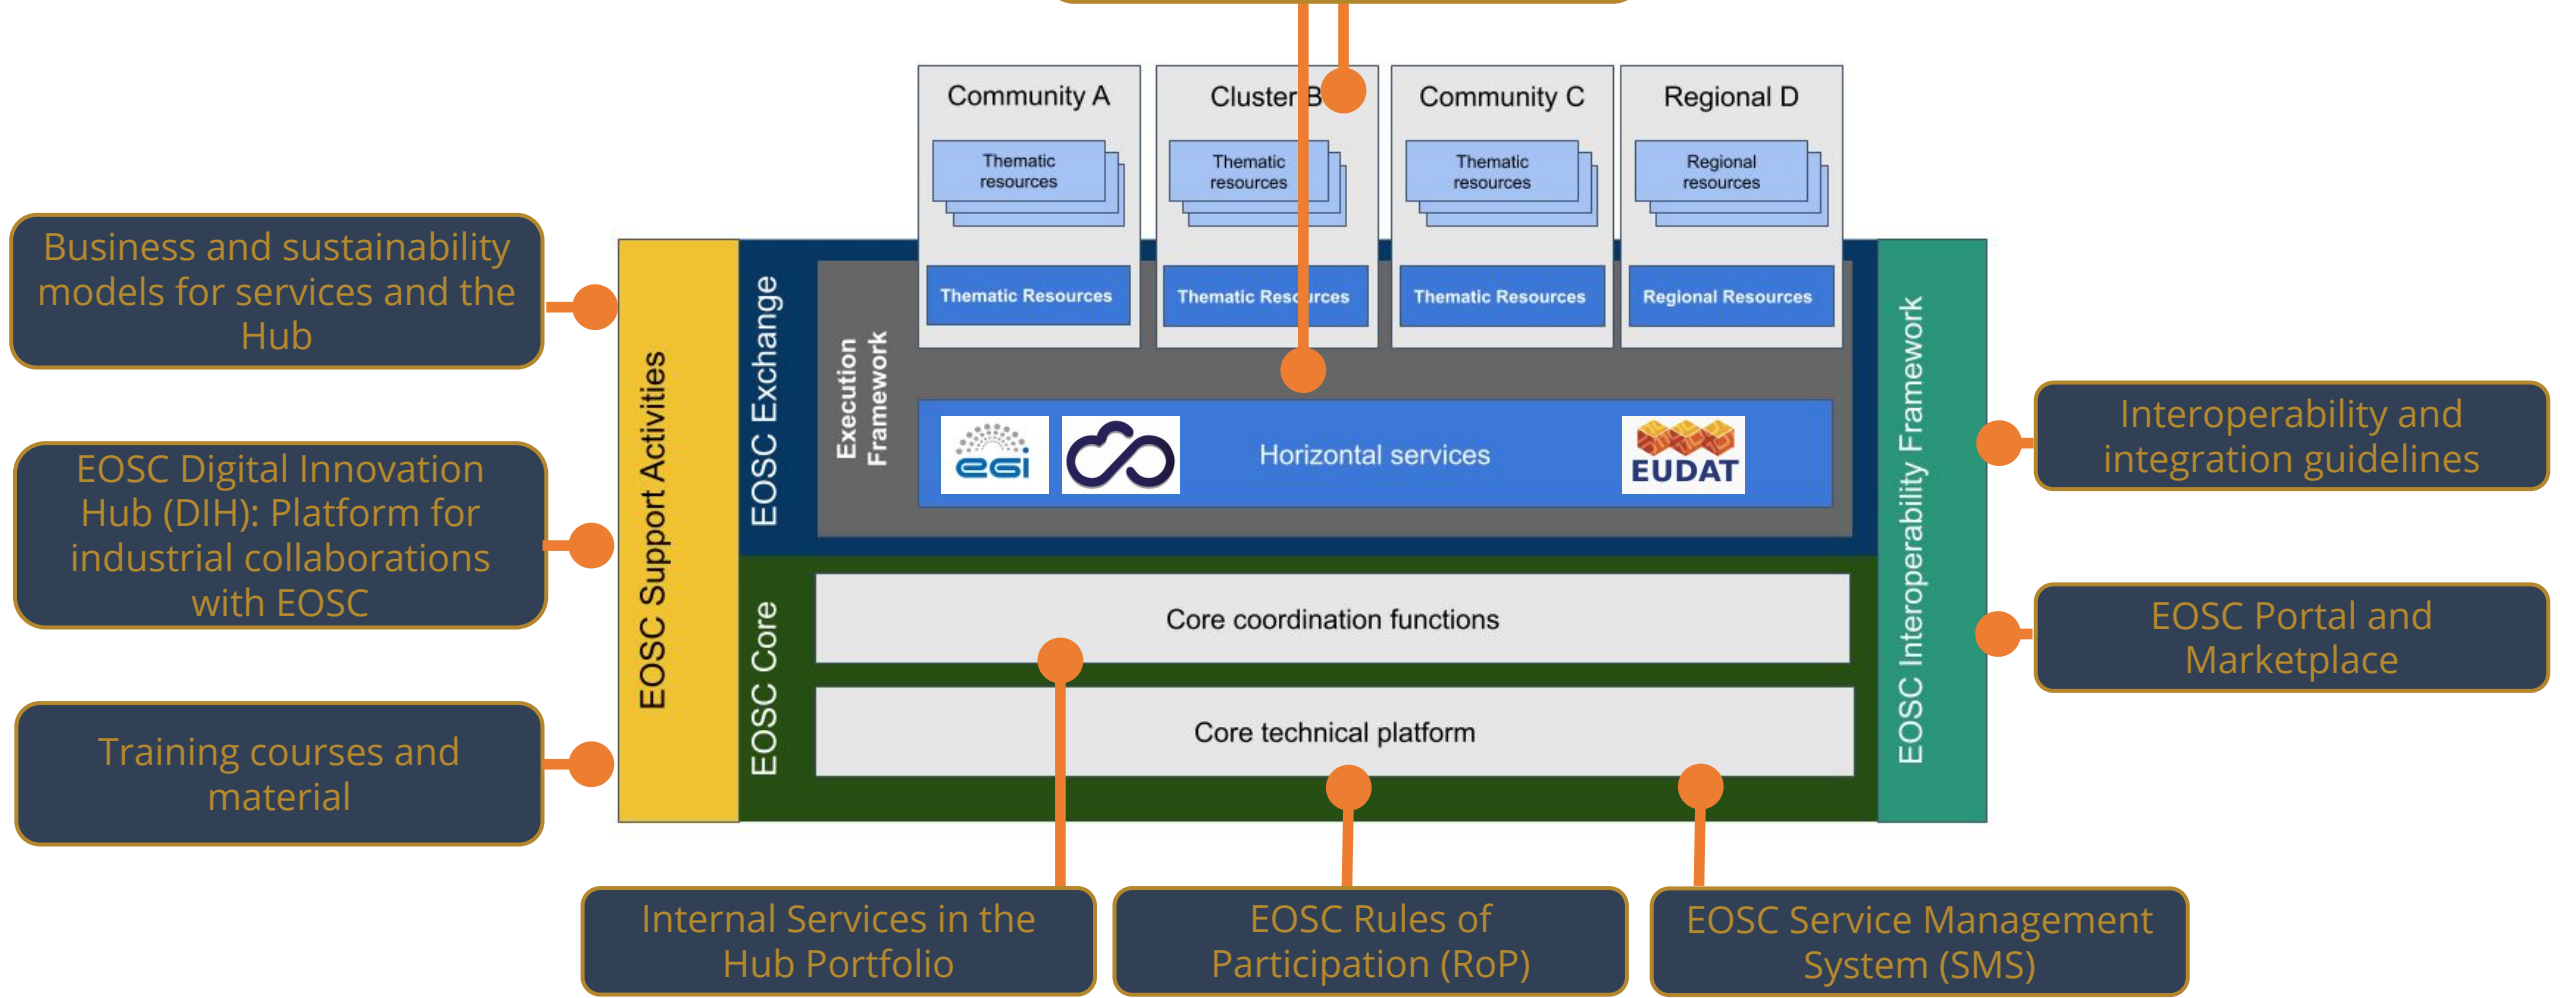 Community A
Cluster B
Community C
Regional D
Thematic
resources
Thematic
resources
Thematic
resources
Regional
resources
Thematic Resources
Thematic Resources
Thematic Resources
Regional Resources
Business and sustainability
models for services and the
Hub
EOSC Digital Innovation
Hub (DIH): Platform for
industrial collaborations
with EOSC
Training courses and
material
EOSC Support Activities
EOSC Exchange
Execution
Framework
egi
Horizontal services
EUDAT
EOSC Core
Core coordination functions
Core technical platform
EOSC Interoperability Framework
Interoperability and
integration guidelines
EOSC Portal and
Marketplace
Internal Services in the
Hub Portfolio
EOSC Rules of
Participation (RoP)
EOSC Service Management
System (SMS)